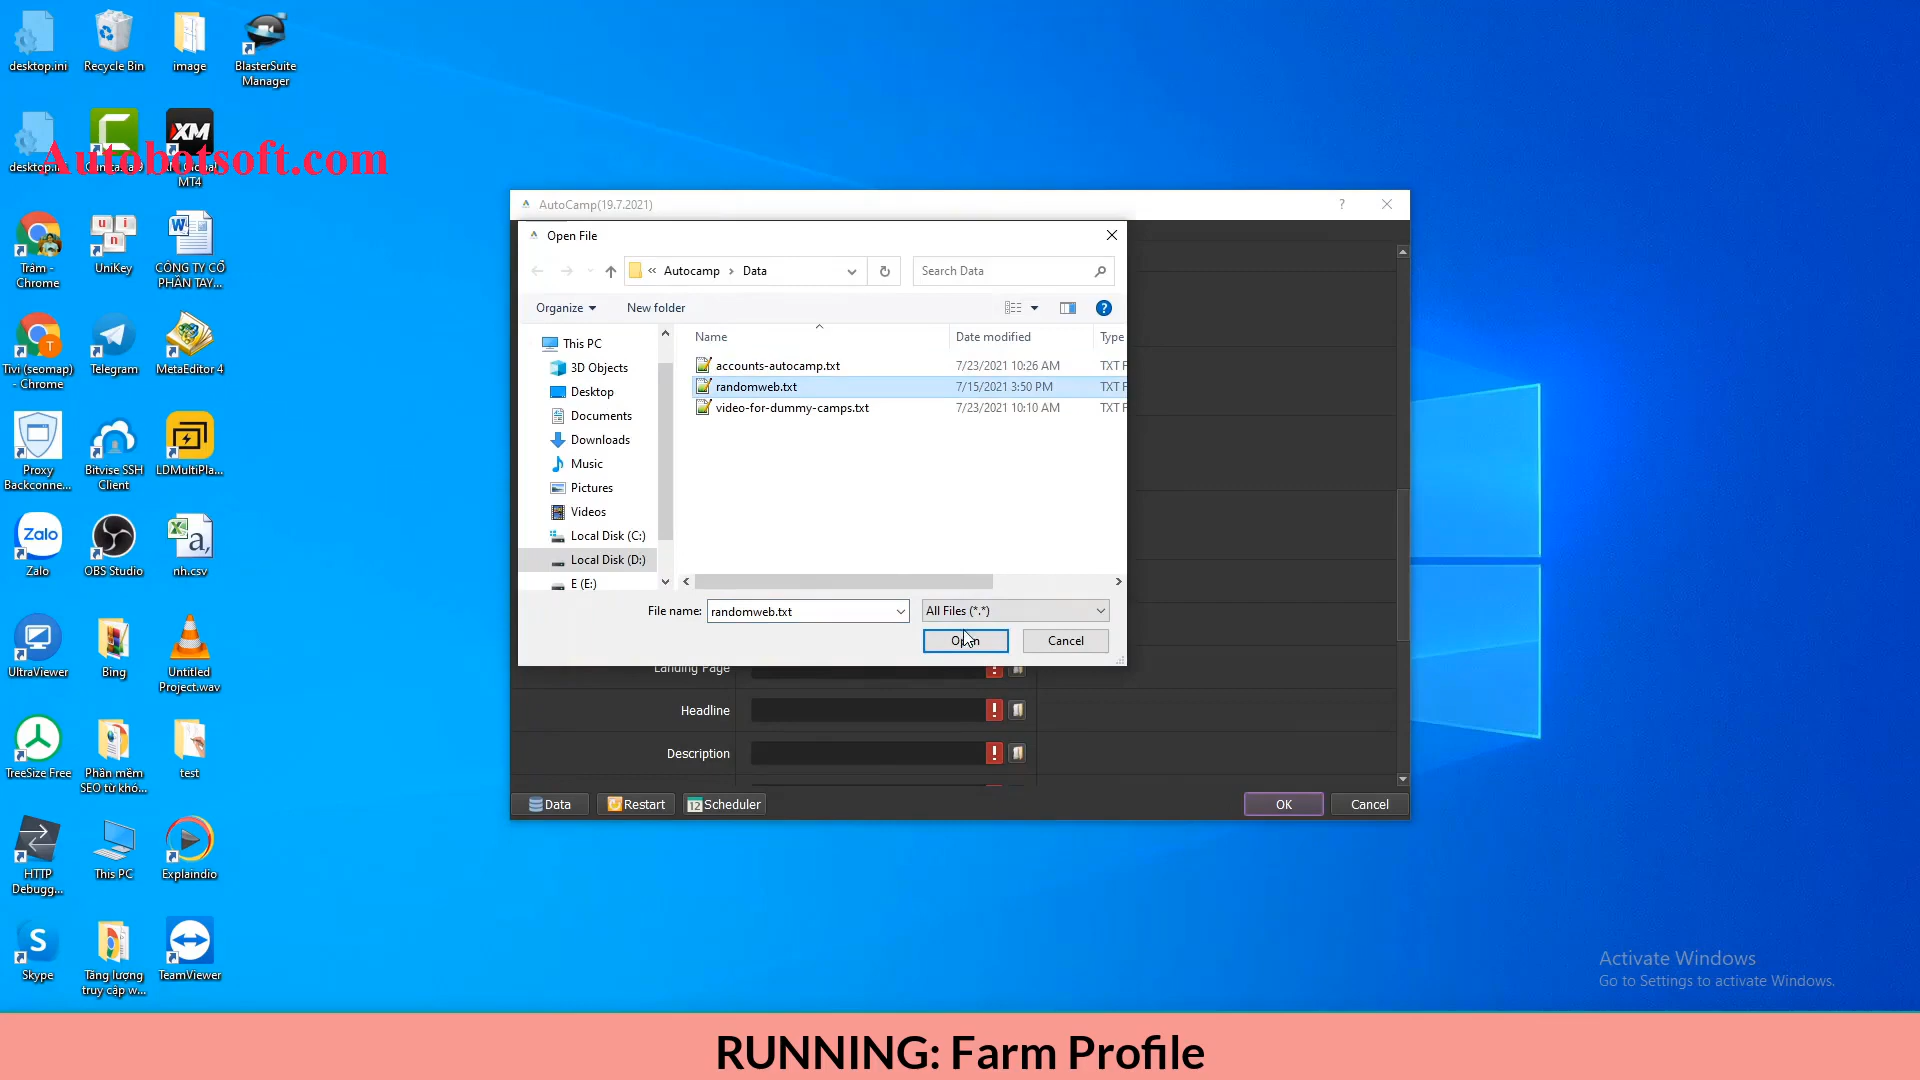 desktop.ini
Recycle Bin
image
BlasterSuite
Manager
Autobotsoft.com
MT4
Trâm -
Chrome
UniKey
CÔNG TY CỔ
PHẦN TAY...
Tivi (seomap)
- Chrome
Telegram
MetaEditor 4
Proxy
Backconne...
Bitvise SSH
Client
LDMultiPla...
Zalo
Zalo
OBS Studio
nh.csv
UltraViewer
Bing
Untitled
Project.wav
TreeSize Free
Phần mềm
SEO từ khó...
test
HTTP
Debugg...
This PC
Explaindio
Skype
Tăng lượng
truy cập w...
TeamViewer
AutoCamp(19.7.2021)
?
Open File
« Autocamp › Data
Search Data
Organize
New folder
This PC
3D Objects
Desktop
Documents
Downloads
Music
Pictures
Videos
Local Disk (C:)
Local Disk (D:)
E (E:)
Name
Date modified
Type
accounts-autocamp.txt
7/23/2021 10:26 AM
TXT F
randomweb.txt
7/15/2021 3:50 PM
TXT F
video-for-dummy-camps.txt
7/23/2021 10:10 AM
TXT F
File name:
randomweb.txt
All Files (*.*)
Open
Cancel
Landing Page
Headline
Description
Data
Restart
Scheduler
OK
Cancel
Activate Windows
Go to Settings to activate Windows.
RUNNING: Farm Profile